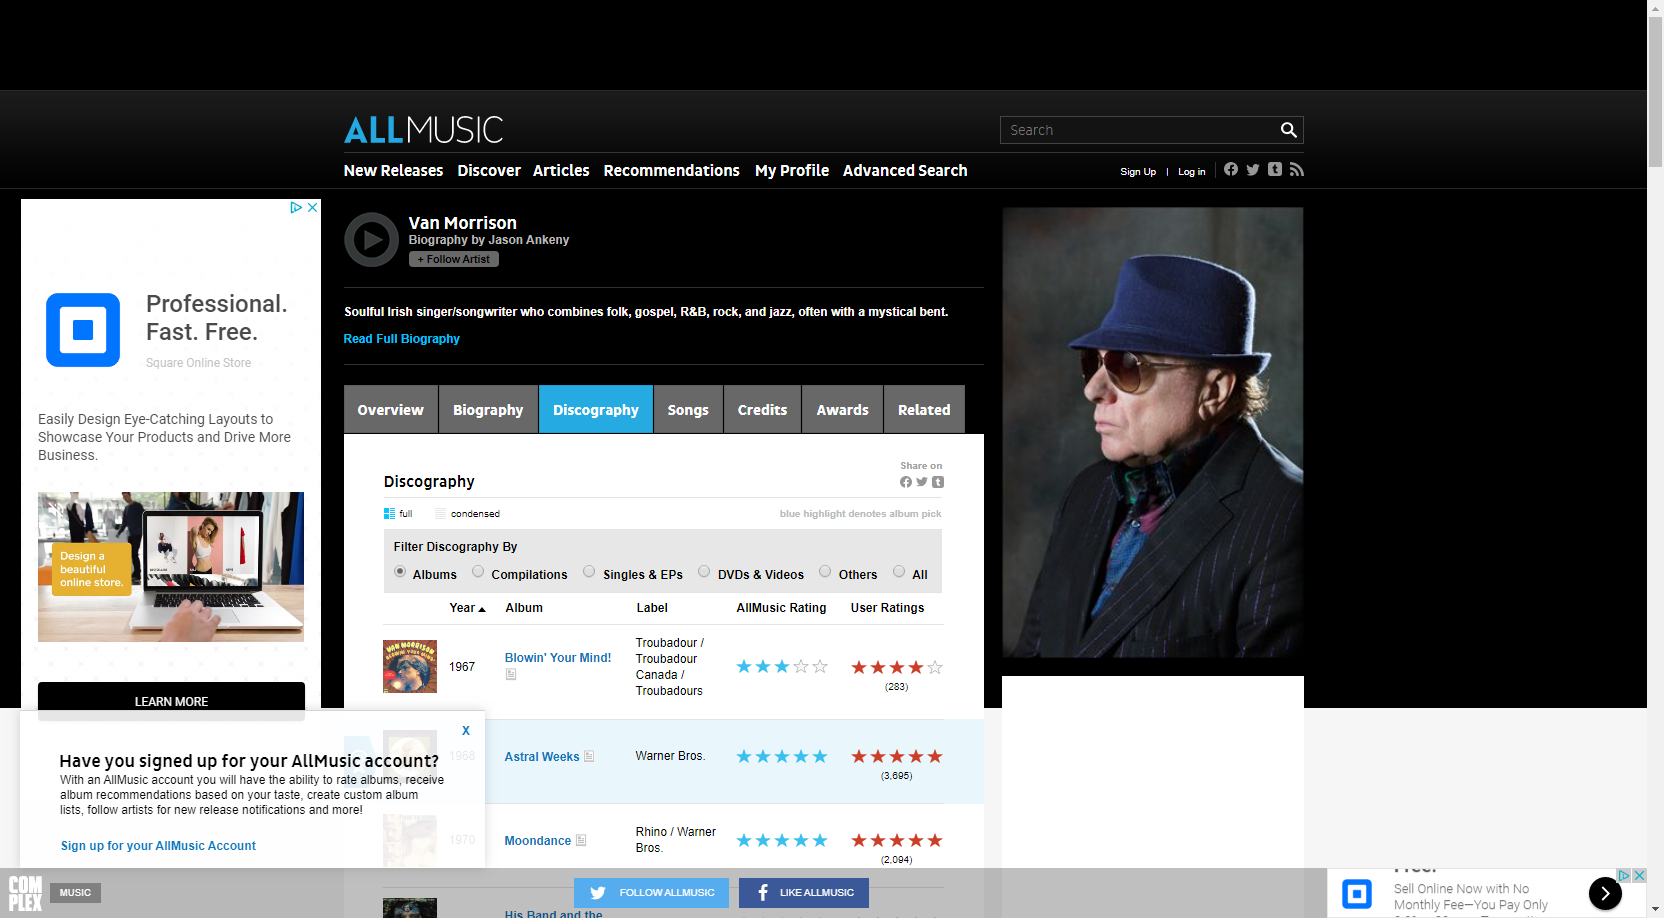 ALLMUSIC
Search
New Releases Discover Articles Recommendations My Profile Advanced Search
Sign Up | Log in
Van Morrison
Biography by Jason Ankeny
+ Follow Artist
Soulful Irish singer/songwriter who combines folk, gospel, R&B, rock, and jazz, often with a mystical bent.
Read Full Biography
Professional.
Fast. Free.
Square Online Store
Easily Design Eye-Catching Layouts to
Showcase Your Products and Drive More
Business.
Design a
beautiful
online store.
LEARN MORE
Overview Biography Discography Songs Credits Awards Related
Discography
Share on
full condensed
blue highlight denotes album pick
Filter Discography By
Albums Compilations Singles & EPs DVDs & Videos Others All
Year Album Label AllMusic Rating User Ratings
VAN MORRISON
BLOWIN' YOUR MIND!
1967
Blowin' Your Mind!
Troubadour /
Troubadour
Canada /
Troubadours
(283)
1968
Astral Weeks
Warner Bros.
(3,695)
1970
Moondance
Rhino / Warner
Bros.
(2,094)
His Band and the
X
Have you signed up for your AllMusic account?
With an AllMusic account you will have the ability to rate albums, receive
album recommendations based on your taste, create custom album
lists, follow artists for new release notifications and more!
Sign up for your AllMusic Account
COMPLEX
MUSIC
FOLLOW ALLMUSIC
LIKE ALLMUSIC
Sell Online Now with No
Monthly Fee—You Pay Only